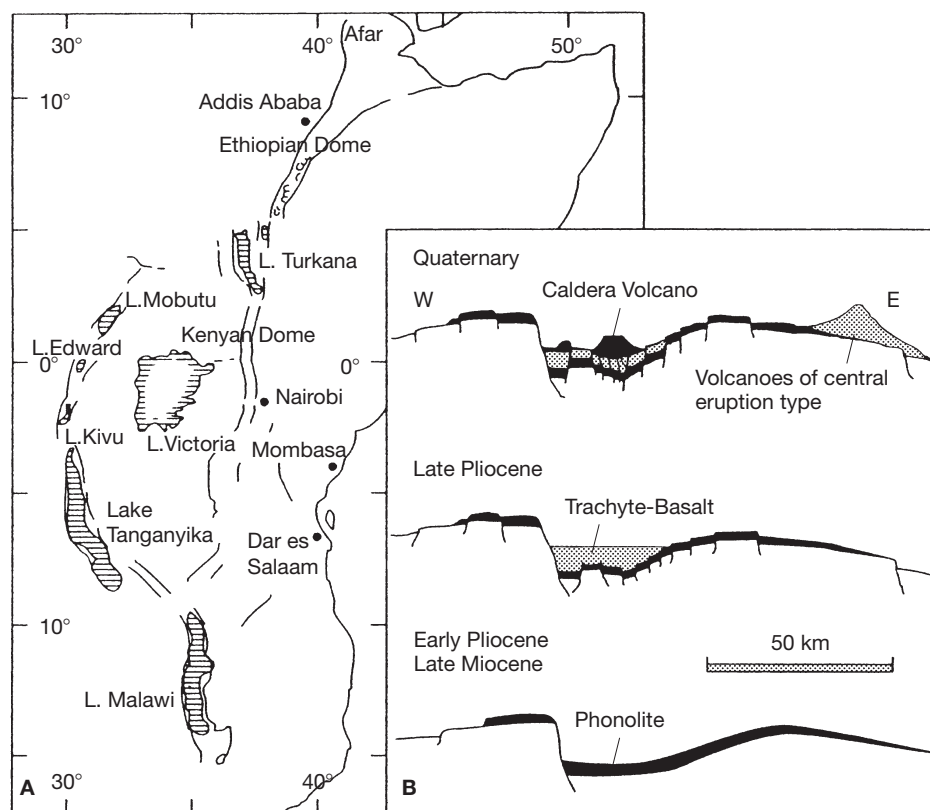 30°
40°
50°
Afar
10°
Addis Ababa
Ethiopian Dome
L. Turkana
L.Mobutu
Kenyan Dome
L.Edward
0°
0°
Nairobi
L.Kivu
L.Victoria
Mombasa
Lake
Tanganyika
Dar es
Salaam
10°
L. Malawi
30°
40°
A
Quaternary
W
Caldera Volcano
E
Volcanoes of central
eruption type
Late Pliocene
Trachyte-Basalt
Early Pliocene
Late Miocene
50 km
Phonolite
B